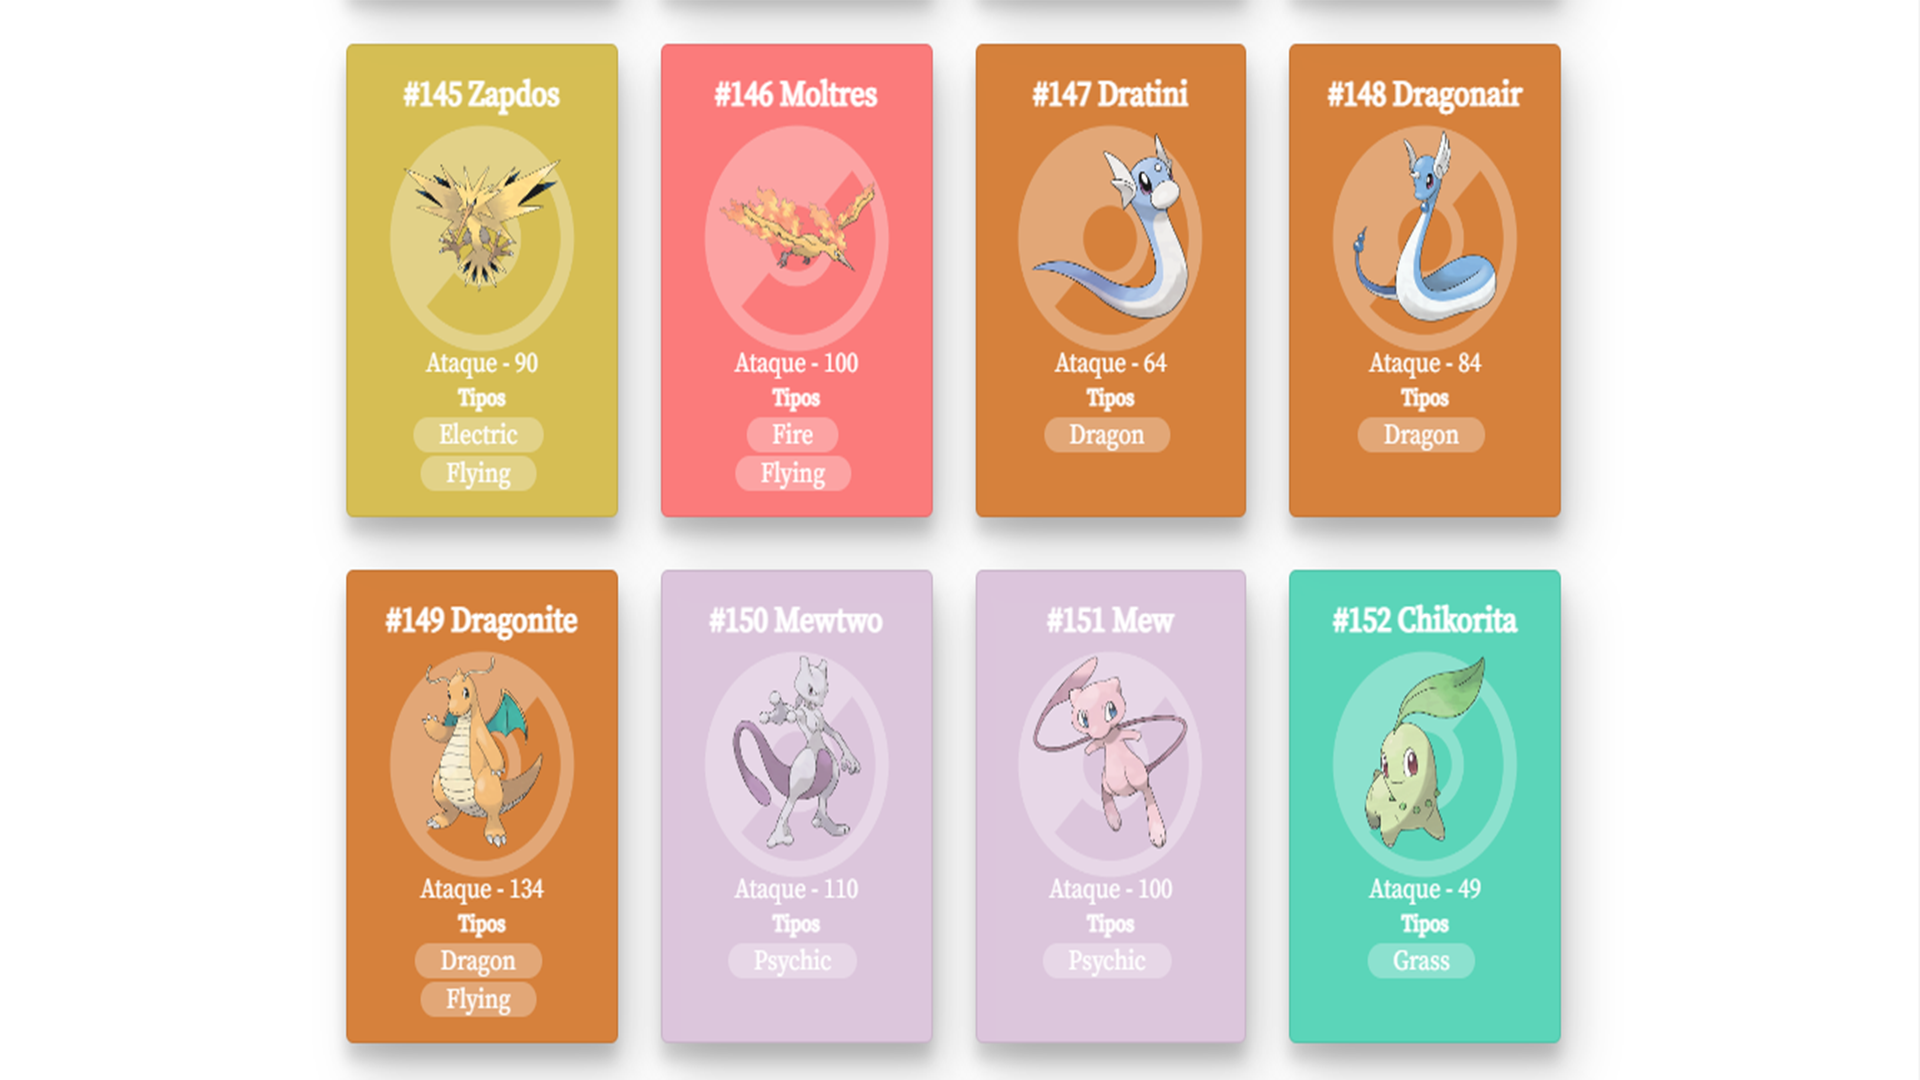 #145 Zapdos
Ataque - 90
Tipos
Electric
Flying
#146 Moltres
Ataque - 100
Tipos
Fire
Flying
#147 Dratini
Ataque - 64
Tipos
Dragon
#148 Dragonair
Ataque - 84
Tipos
Dragon
#149 Dragonite
Ataque - 134
Tipos
Dragon
Flying
#150 Mewtwo
Ataque - 110
Tipos
Psychic
#151 Mew
Ataque - 100
Tipos
Psychic
#152 Chikorita
Ataque - 49
Tipos
Grass